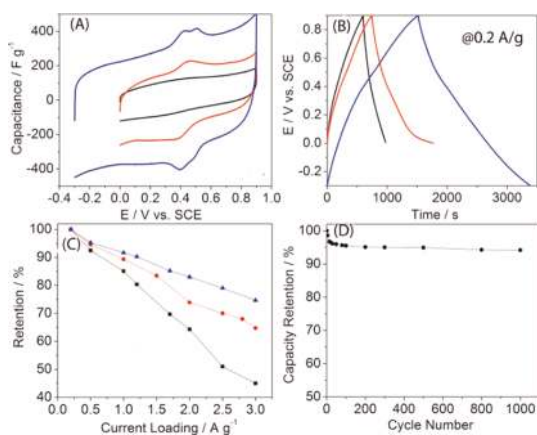 (A)
400
200
0
-200
-400
Capacitance / F g⁻¹
-0.4 -0.2 0.0 0.2 0.4 0.6 0.8 1.0
E / V vs. SCE
(B)
@0.2 A/g
0.8
0.6
0.4
0.2
0.0
-0.2
E / V vs. SCE
0 1000 2000 3000
Time / s
(C)
100
90
80
70
60
50
40
Retention / %
0.0 0.5 1.0 1.5 2.0 2.5 3.0
Current Loading / A g⁻¹
(D)
100
90
80
70
60
50
Capacity Retention / %
0 200 400 600 800 1000
Cycle Number